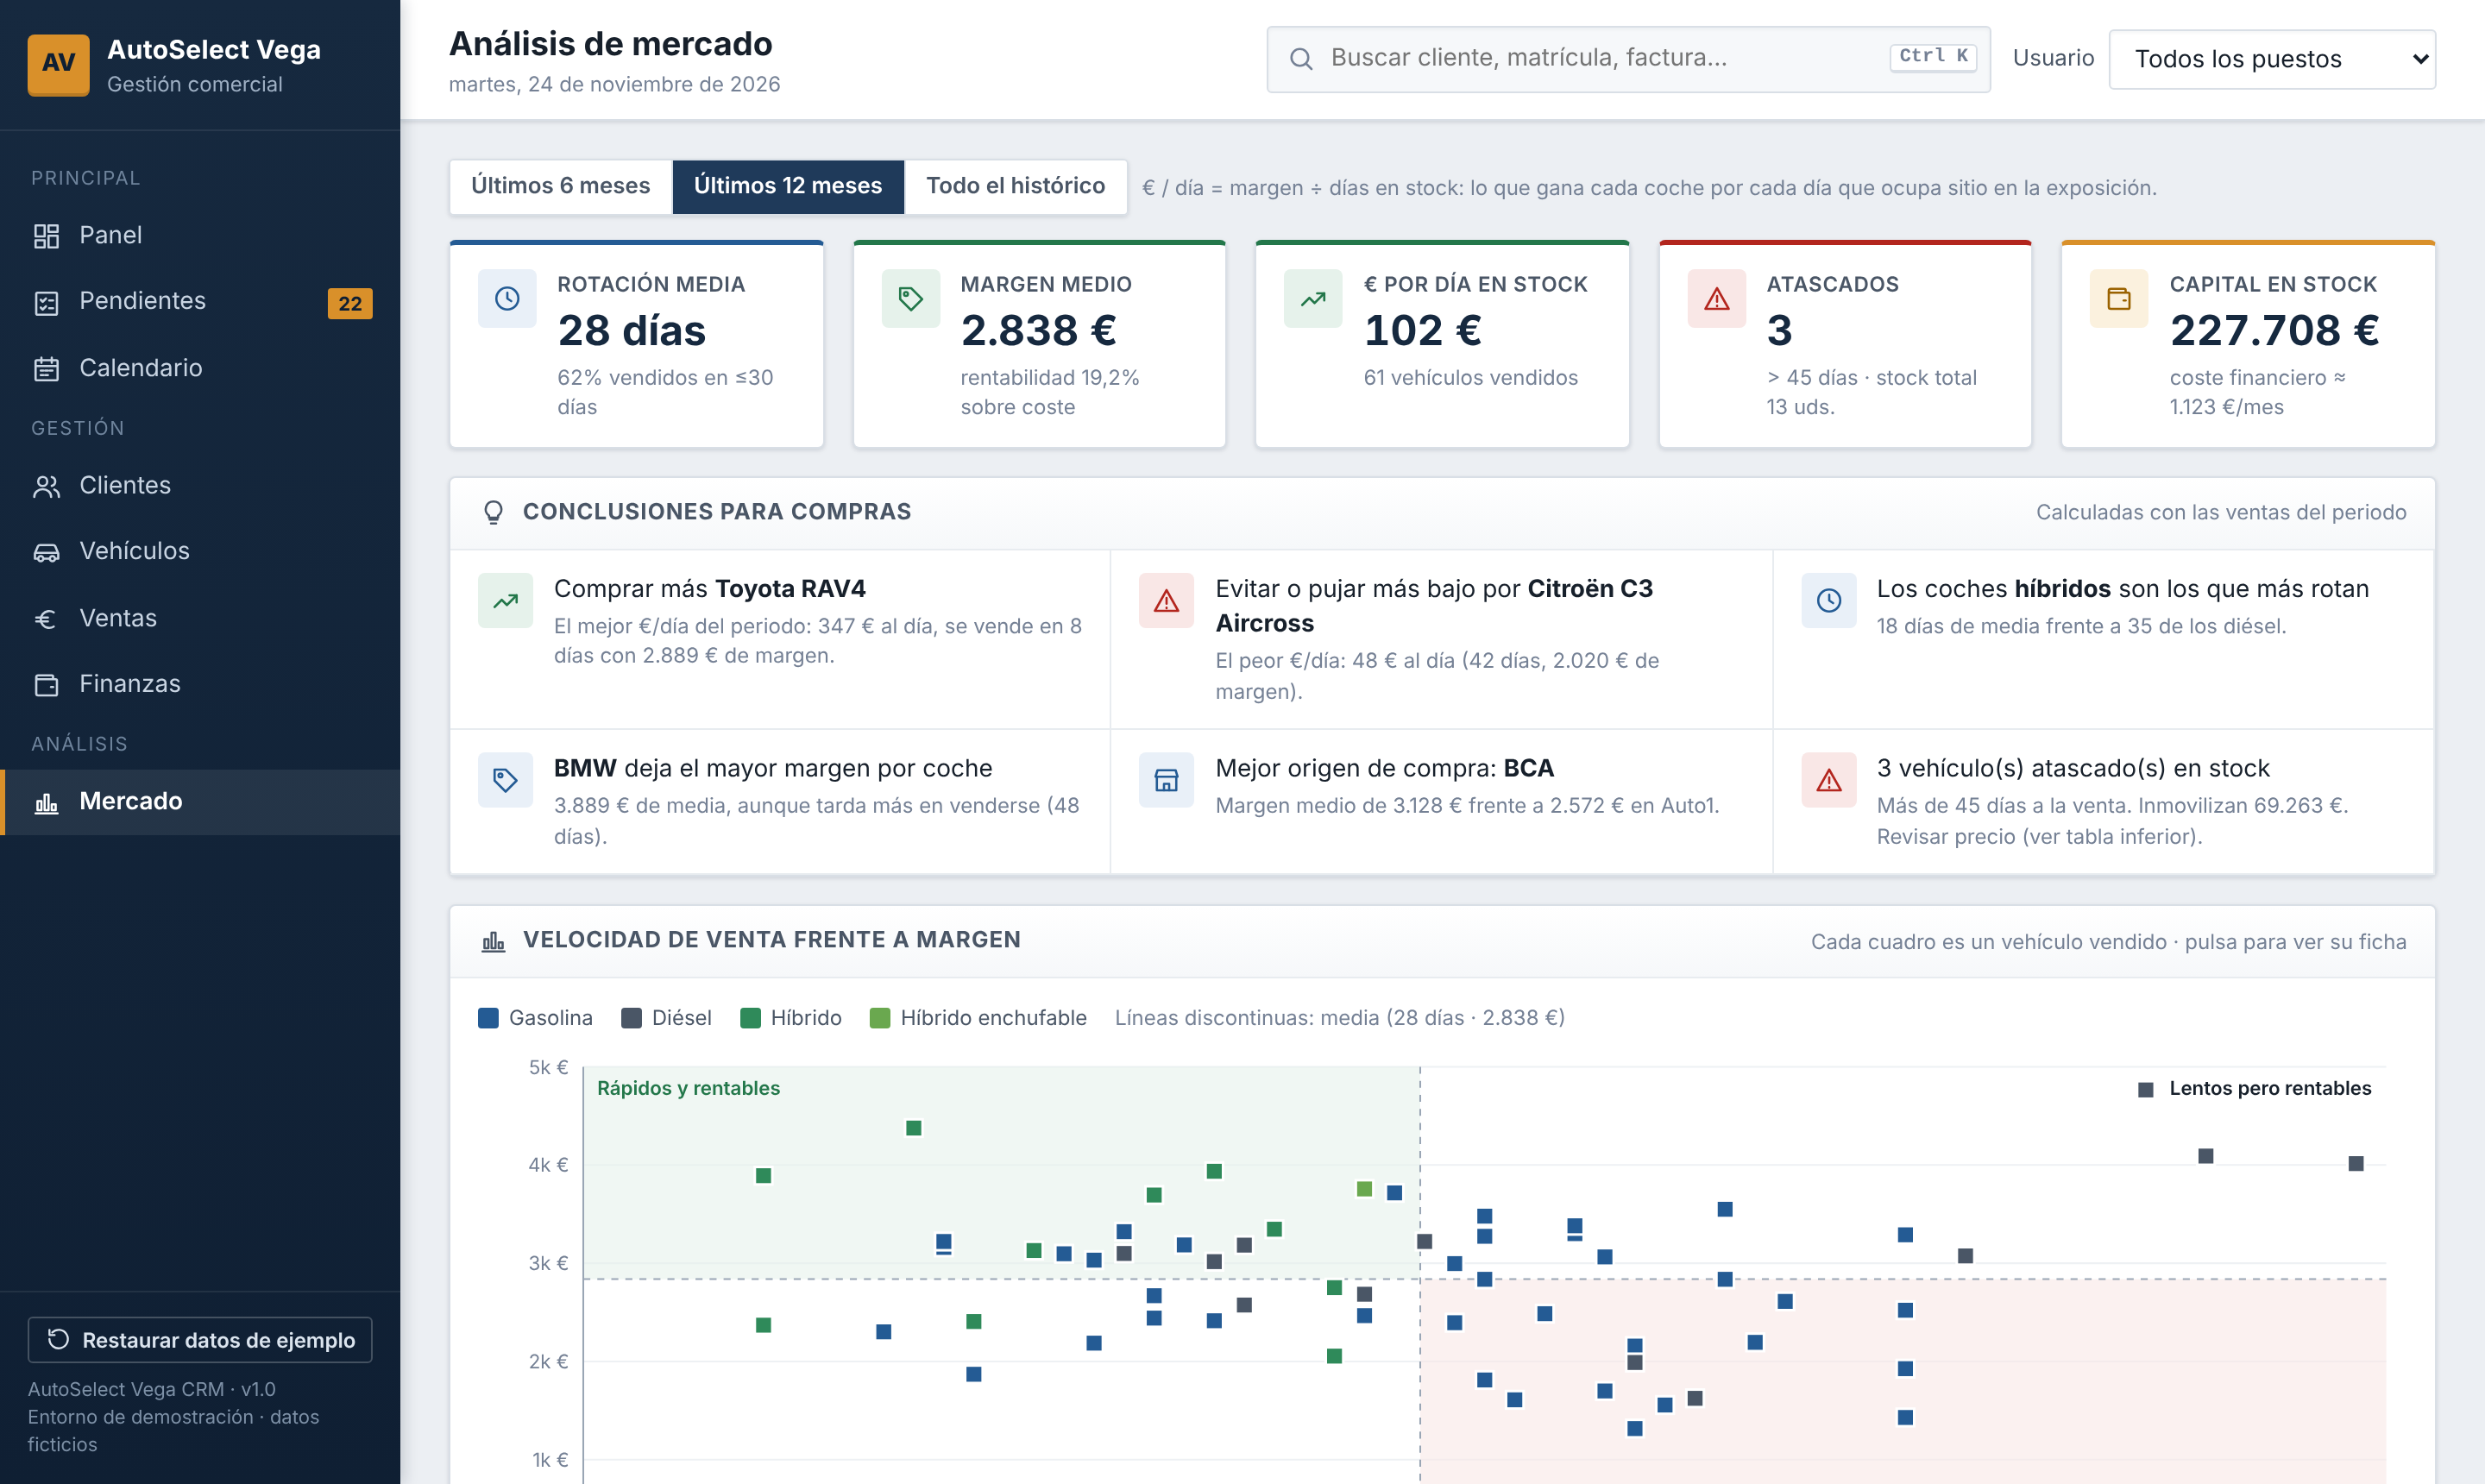 AV
AutoSelect Vega
Gestión comercial
PRINCIPAL
Panel
Pendientes
22
Calendario
GESTIÓN
Clientes
Vehículos
Ventas
Finanzas
ANÁLISIS
Mercado
Restaurar datos de ejemplo
AutoSelect Vega CRM · v1.0
Entorno de demostración · datos
ficticios
Análisis de mercado
martes, 24 de noviembre de 2026
Buscar cliente, matrícula, factura...
Ctrl K
Usuario
Todos los puestos
Últimos 6 meses
Últimos 12 meses
Todo el histórico
€ / día = margen ÷ días en stock: lo que gana cada coche por cada día que ocupa sitio en la exposición.
ROTACIÓN MEDIA
28 días
62% vendidos en ≤30
días
MARGEN MEDIO
2.838 €
rentabilidad 19,2%
sobre coste
€ POR DÍA EN STOCK
102 €
61 vehículos vendidos
ATASCADOS
3
> 45 días · stock total
13 uds.
CAPITAL EN STOCK
227.708 €
coste financiero ≈
1.123 €/mes
CONCLUSIONES PARA COMPRAS
Calculadas con las ventas del periodo
Comprar más Toyota RAV4
El mejor €/día del periodo: 347 € al día, se vende en 8
días con 2.889 € de margen.
Evitar o pujar más bajo por Citroën C3
Aircross
El peor €/día: 48 € al día (42 días, 2.020 € de
margen).
Los coches híbridos son los que más rotan
18 días de media frente a 35 de los diésel.
BMW deja el mayor margen por coche
3.889 € de media, aunque tarda más en venderse (48
días).
Mejor origen de compra: BCA
Margen medio de 3.128 € frente a 2.572 € en Auto1.
3 vehículo(s) atascado(s) en stock
Más de 45 días a la venta. Inmovilizan 69.263 €.
Revisar precio (ver tabla inferior).
VELOCIDAD DE VENTA FRENTE A MARGEN
Cada cuadro es un vehículo vendido · pulsa para ver su ficha
Gasolina
Diésel
Híbrido
Híbrido enchufable
Líneas discontinuas: media (28 días · 2.838 €)
5k €
Rápidos y rentables
Lentos pero rentables
4k €
3k €
2k €
1k €